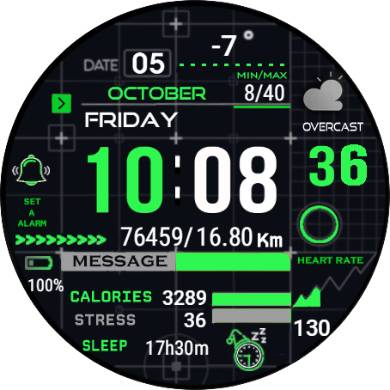 -7°
DATE 05
MIN/MAX
OCTOBER 8/40
FRIDAY
OVERCAST
10:08 36
SET
A
ALARM
76459/16.80 Km
MESSAGE
HEART RATE
100%
CALORIES 3289
STRESS 36
130
SLEEP 17h30m
zzz